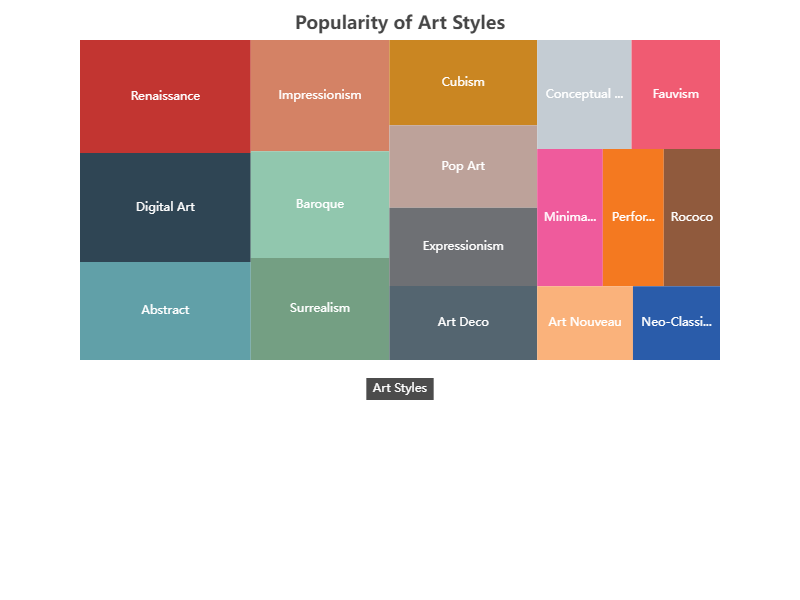 Popularity of Art Styles
Renaissance
Impressionism
Cubism
Conceptual ...
Fauvism
Pop Art
Digital Art
Baroque
Minima...
Perfor...
Rococo
Expressionism
Abstract
Surrealism
Art Deco
Art Nouveau
Neo-Classi...
Art Styles